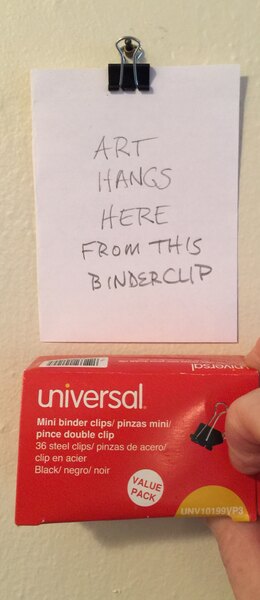 ART
HANGS
HERE
FROM THIS
BINDERCLIP
universal
Mini binder clips/ pinzas mini/
pince double clip
36 steel clips/ pinzas de acero/
clip en acier
Black/ negro/ noir
VALUE
PACK
UNV10199VP3